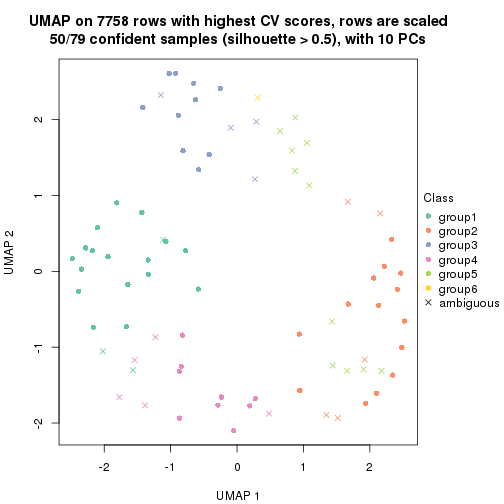 UMAP on 7758 rows with highest CV scores, rows are scaled
50/79 confident samples (silhouette > 0.5), with 10 PCs
2
1
0
-1
-2
UMAP 2
-2
-1
0
1
2
UMAP 1
Class
group1
group2
group3
group4
group5
group6
ambiguous